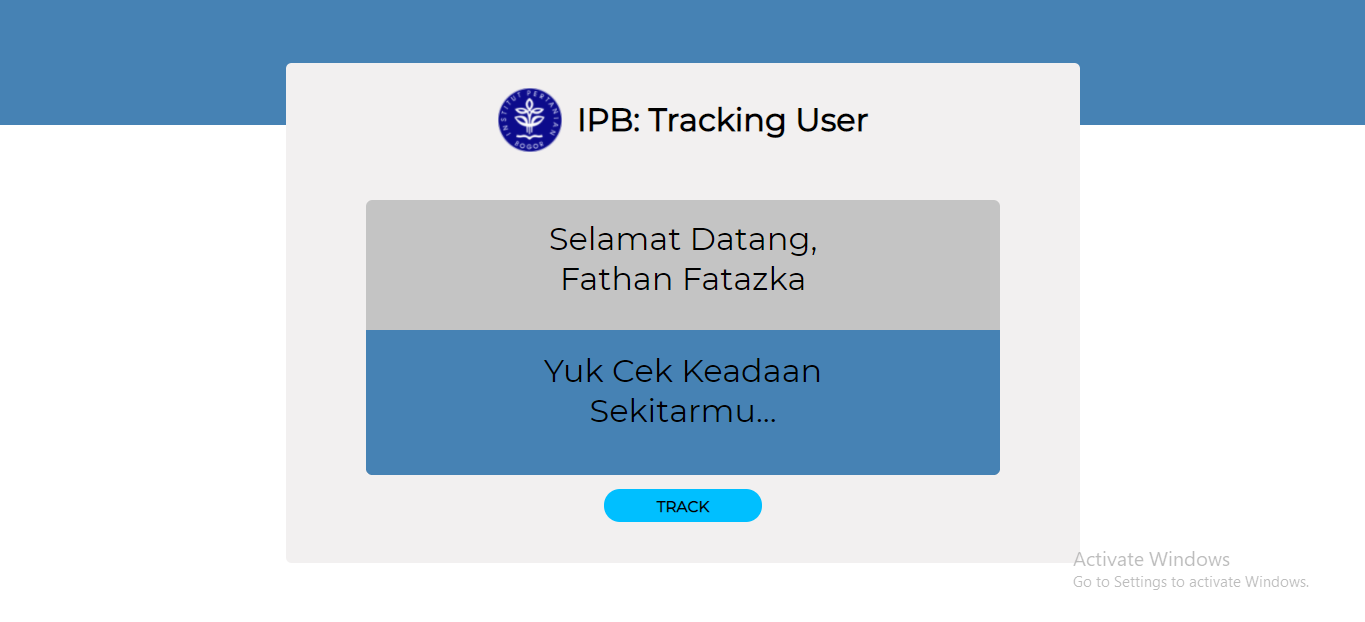 INSTITUT PERTANIAN
BOGOR
IPB: Tracking User
Selamat Datang,
Fathan Fatazka
Yuk Cek Keadaan
Sekitarmu...
TRACK
Activate Windows
Go to Settings to activate Windows.